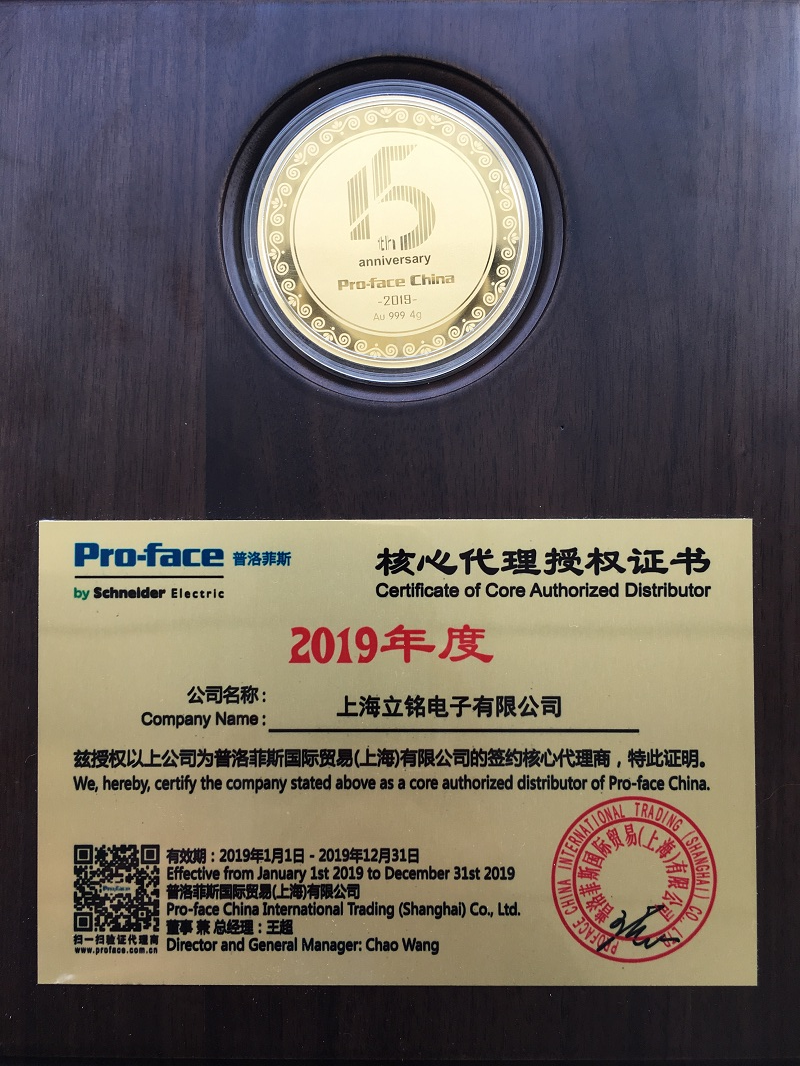 15
th
anniversary
Pro-face China
-2019-
Au 999 4g
Pro-face 普洛菲斯
by Schneider Electric
核心代理授权证书
Certificate of Core Authorized Distributor
2019年度
公司名称: 上海立铭电子有限公司
Company Name:
兹授权以上公司为普洛菲斯国际贸易(上海)有限公司的签约核心代理商，特此证明。
We, hereby, certify the company stated above as a core authorized distributor of Pro-face China.
有效期：2019年1月1日 - 2019年12月31日
Effective from January 1st 2019 to December 31st 2019
普洛菲斯国际贸易(上海)有限公司
Pro-face China International Trading (Shanghai) Co., Ltd.
董事 兼 总经理：王超
Director and General Manager: Chao Wang
Pro-face
扫一扫验证代理商
www.proface.com.cn
PROFACE CHINA INTERNATIONAL TRADING (SHANGHAI) CO., LTD.
普洛菲斯国际贸易(上海)有限公司